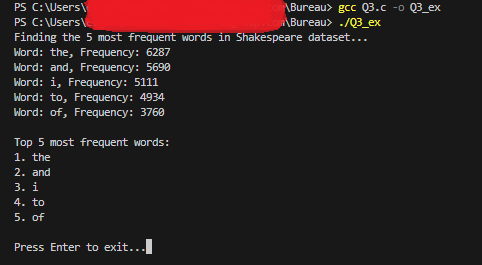 PS C:\Users\ \Bureau> gcc Q3.c -o Q3_ex
PS C:\Users\ \Bureau> ./Q3_ex
Finding the 5 most frequent words in Shakespeare dataset...
Word: the, Frequency: 6287
Word: and, Frequency: 5690
Word: i, Frequency: 5111
Word: to, Frequency: 4934
Word: of, Frequency: 3760
Top 5 most frequent words:
1. the
2. and
3. i
4. to
5. of
Press Enter to exit...